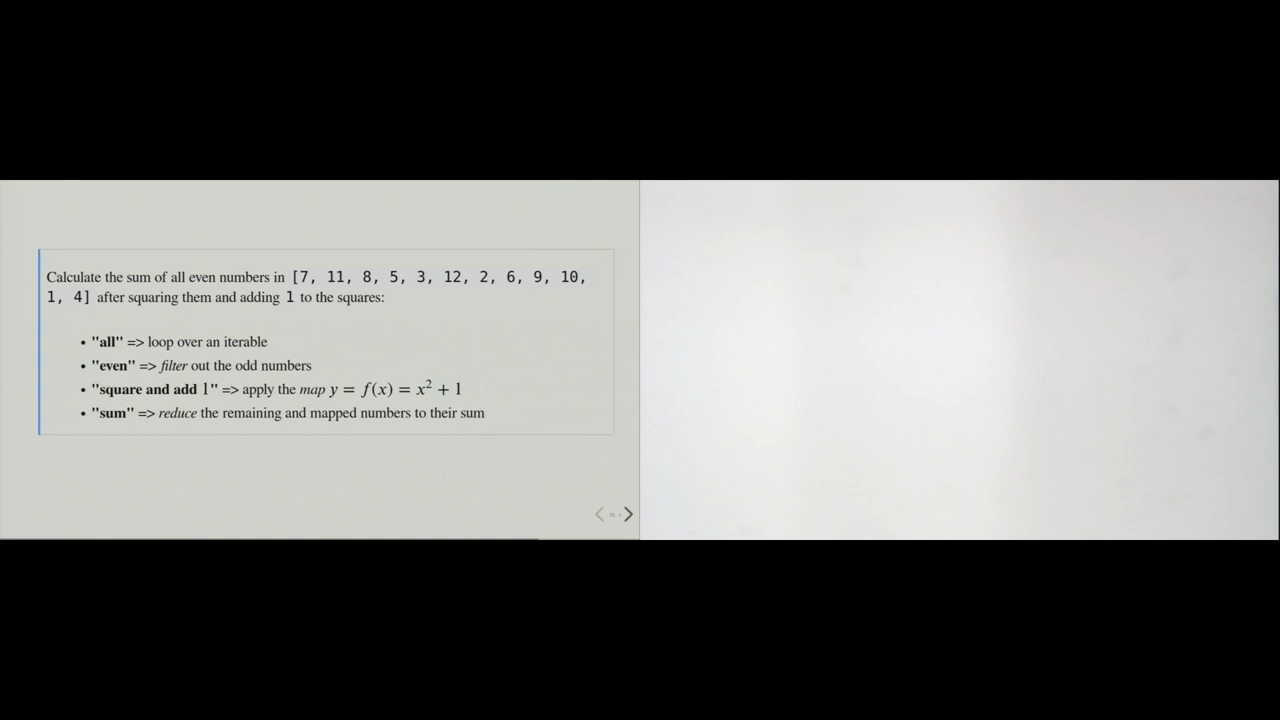 Calculate the sum of all even numbers in [7, 11, 8, 5, 3, 12, 2, 6, 9, 10,
1, 4] after squaring them and adding 1 to the squares:
• "all" => loop over an iterable
• "even" => filter out the odd numbers
• "square and add 1" => apply the map y = f(x) = x² + 1
• "sum" => reduce the remaining and mapped numbers to their sum